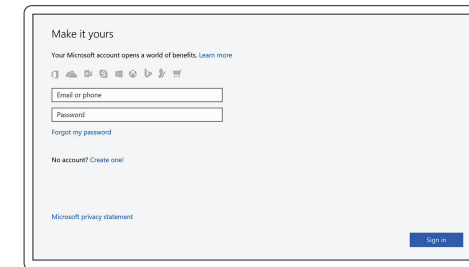 Make it yours
Your Microsoft account opens a world of benefits. Learn more
Email or phone
Password
Forgot my password
No account? Create one!
Microsoft privacy statement
Sign in